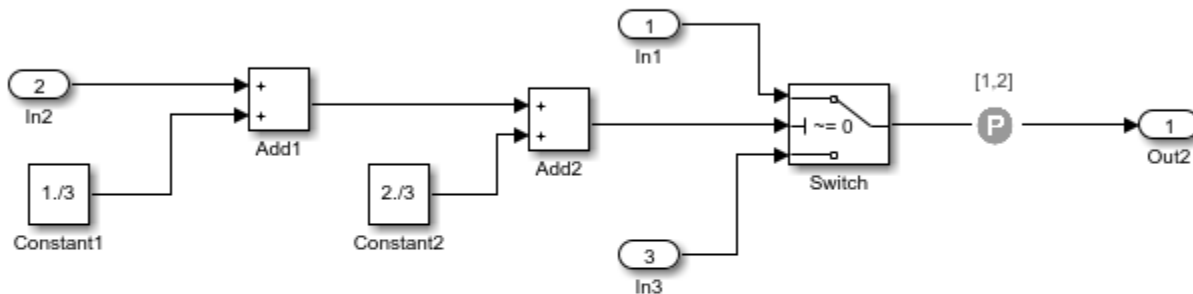 1
In1
2
In2
+
+
Add1
1./3
Constant1
+
+
Add2
2./3
Constant2
~= 0
Switch
3
In3
[1,2]
P
1
Out2